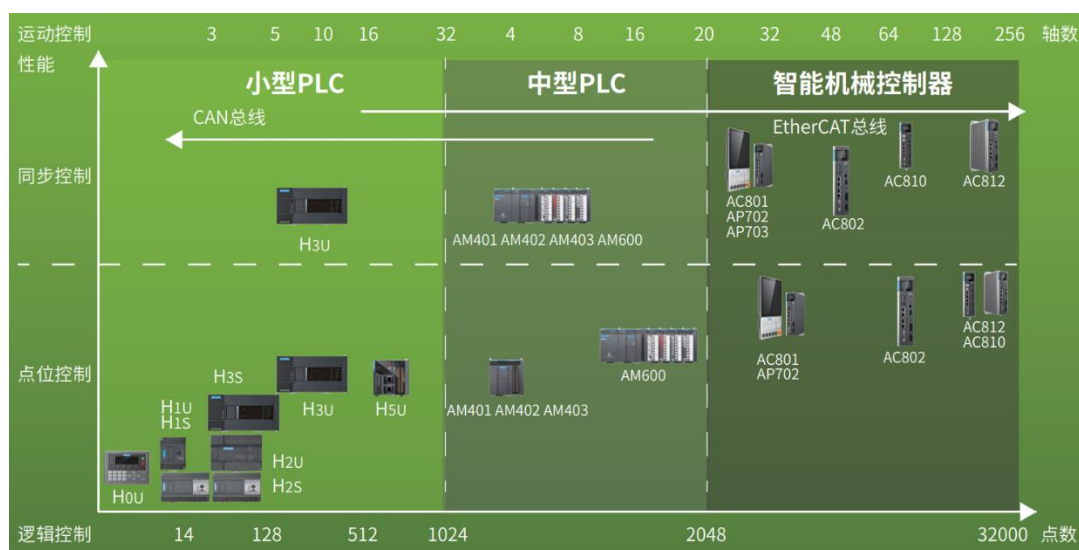 运动控制 3 5 10 16 32 4 8 16 20 32 48 64 128 256 轴数
性能
小型PLC 中型PLC 智能机械控制器
CAN总线
EtherCAT总线
同步控制
H3U
AM401 AM402 AM403 AM600
AC801
AP702
AP703
AC802
AC810
AC812
点位控制
H0U
H1U
H1S
H3S
H2U
H2S
H3U
H5U
AM401 AM402 AM403
AM600
AC801
AP702
AC802
AC812
AC810
逻辑控制 14 128 512 1024 2048 32000 点数